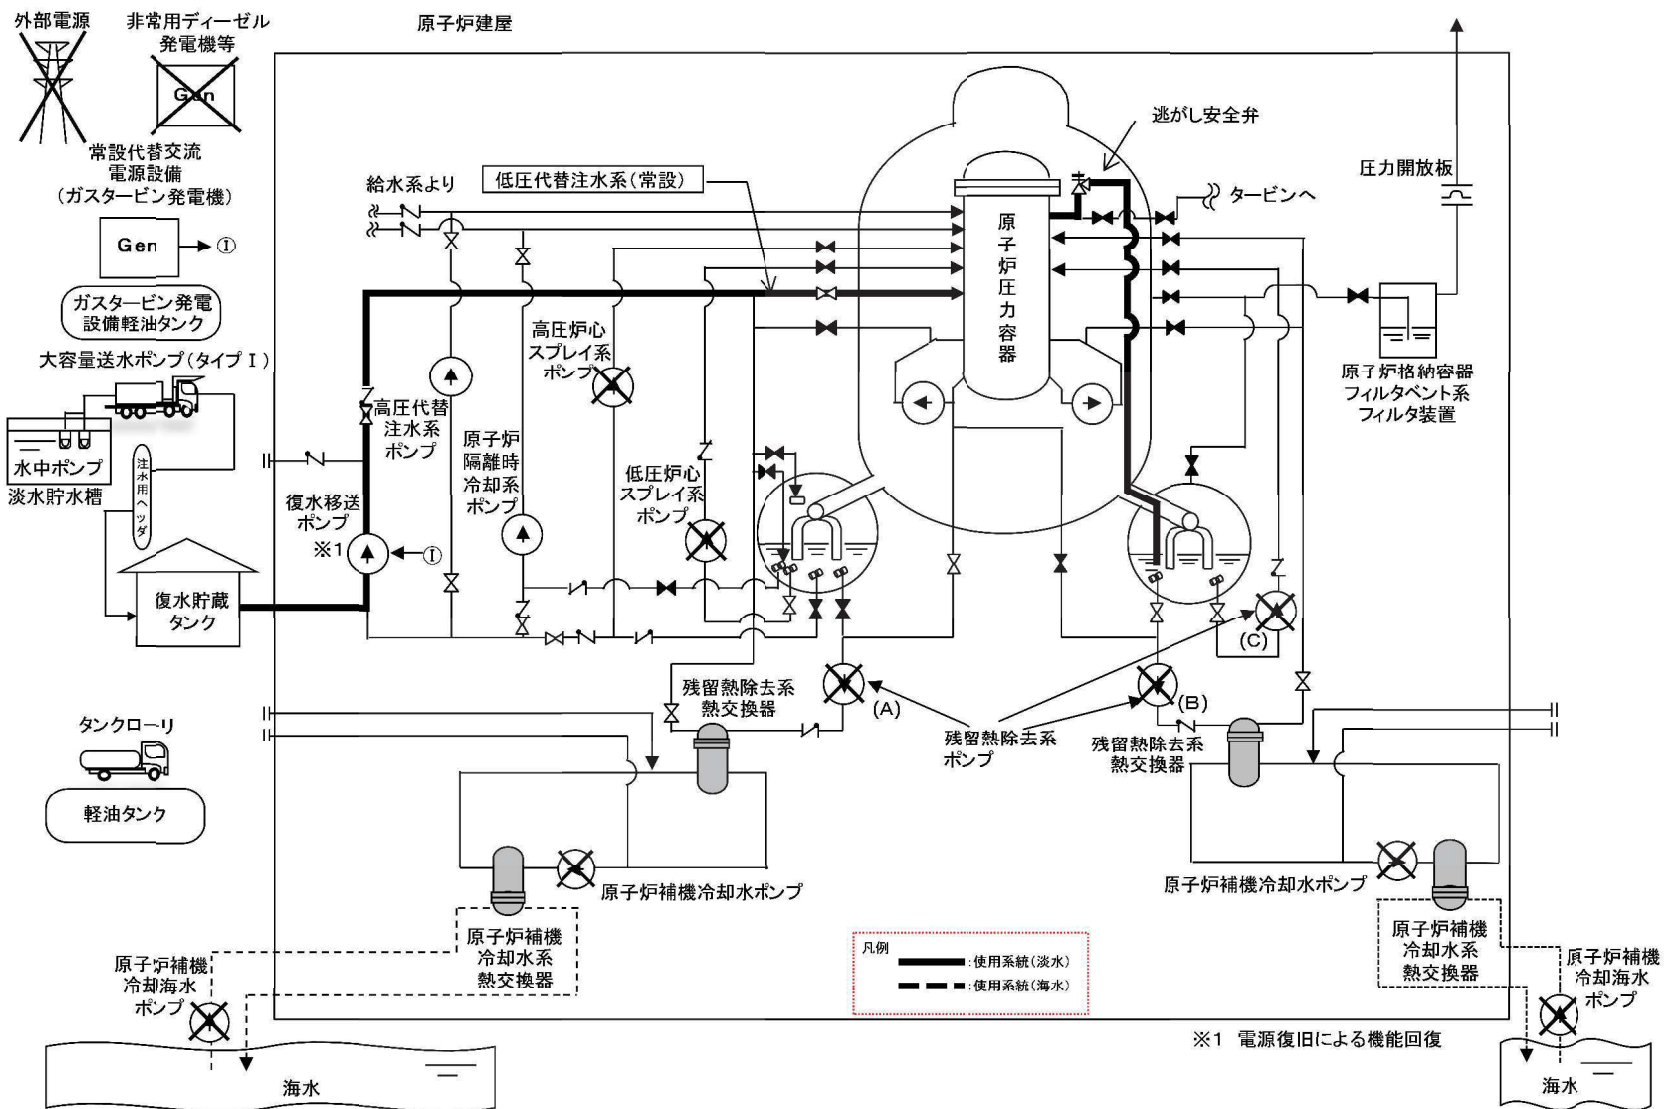 外部電源
非常用ディーゼル
発電機等
Gen
常設代替交流
電源設備
(ガスタービン発電機)
Gen
Ⓘ
ガスタービン発電
設備軽油タンク
大容量送水ポンプ(タイプⅠ)
水中ポンプ
淡水貯水槽
注水用ヘッダ
復水貯蔵
タンク
タンクローリ
軽油タンク
原子炉建屋
給水系より
低圧代替注水系(常設)
逃がし安全弁
タービンへ
圧力開放板
原子炉圧力容器
原子炉格納容器
フィルタベント系
フィルタ装置
高圧代替
注水系
ポンプ
高圧炉心
スプレイ系
ポンプ
原子炉
隔離時
冷却系
ポンプ
低圧炉心
スプレイ系
ポンプ
復水移送
ポンプ
※1
Ⓘ
残留熱除去系
熱交換器
(A)
残留熱除去系
ポンプ
(B)
(C)
残留熱除去系
熱交換器
原子炉補機冷却水ポンプ
原子炉補機冷却水ポンプ
原子炉補機
冷却水系
熱交換器
原子炉補機
冷却水系
熱交換器
原子炉補機
冷却海水
ポンプ
原子炉補機
冷却海水
ポンプ
凡例
:使用系統(淡水)
:使用系統(海水)
※1 電源復旧による機能回復
海水
海水